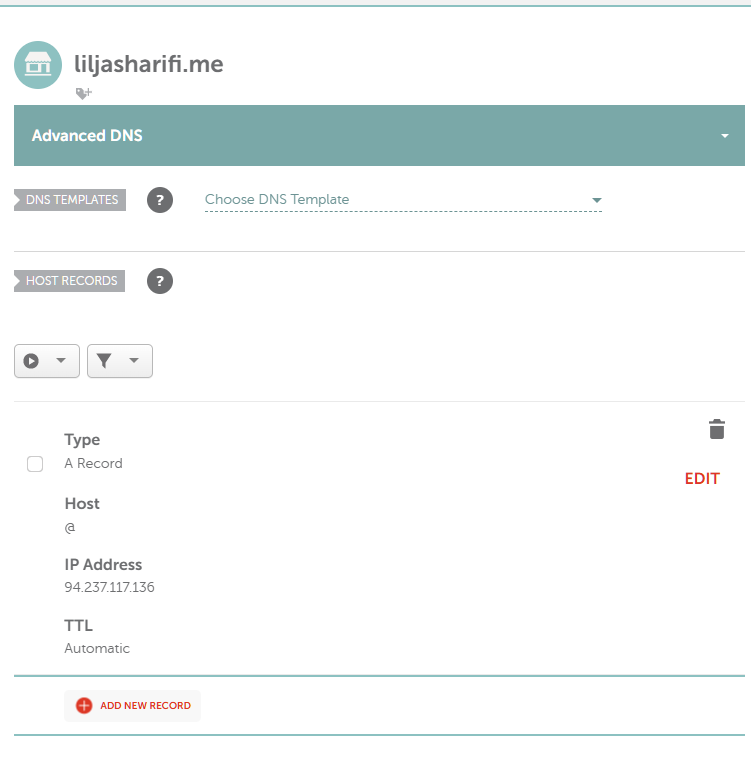 liljasharifi.me
Advanced DNS
DNS TEMPLATES ? Choose DNS Template
HOST RECORDS ?
Type
A Record
EDIT
Host
@
IP Address
94.237.117.136
TTL
Automatic
ADD NEW RECORD